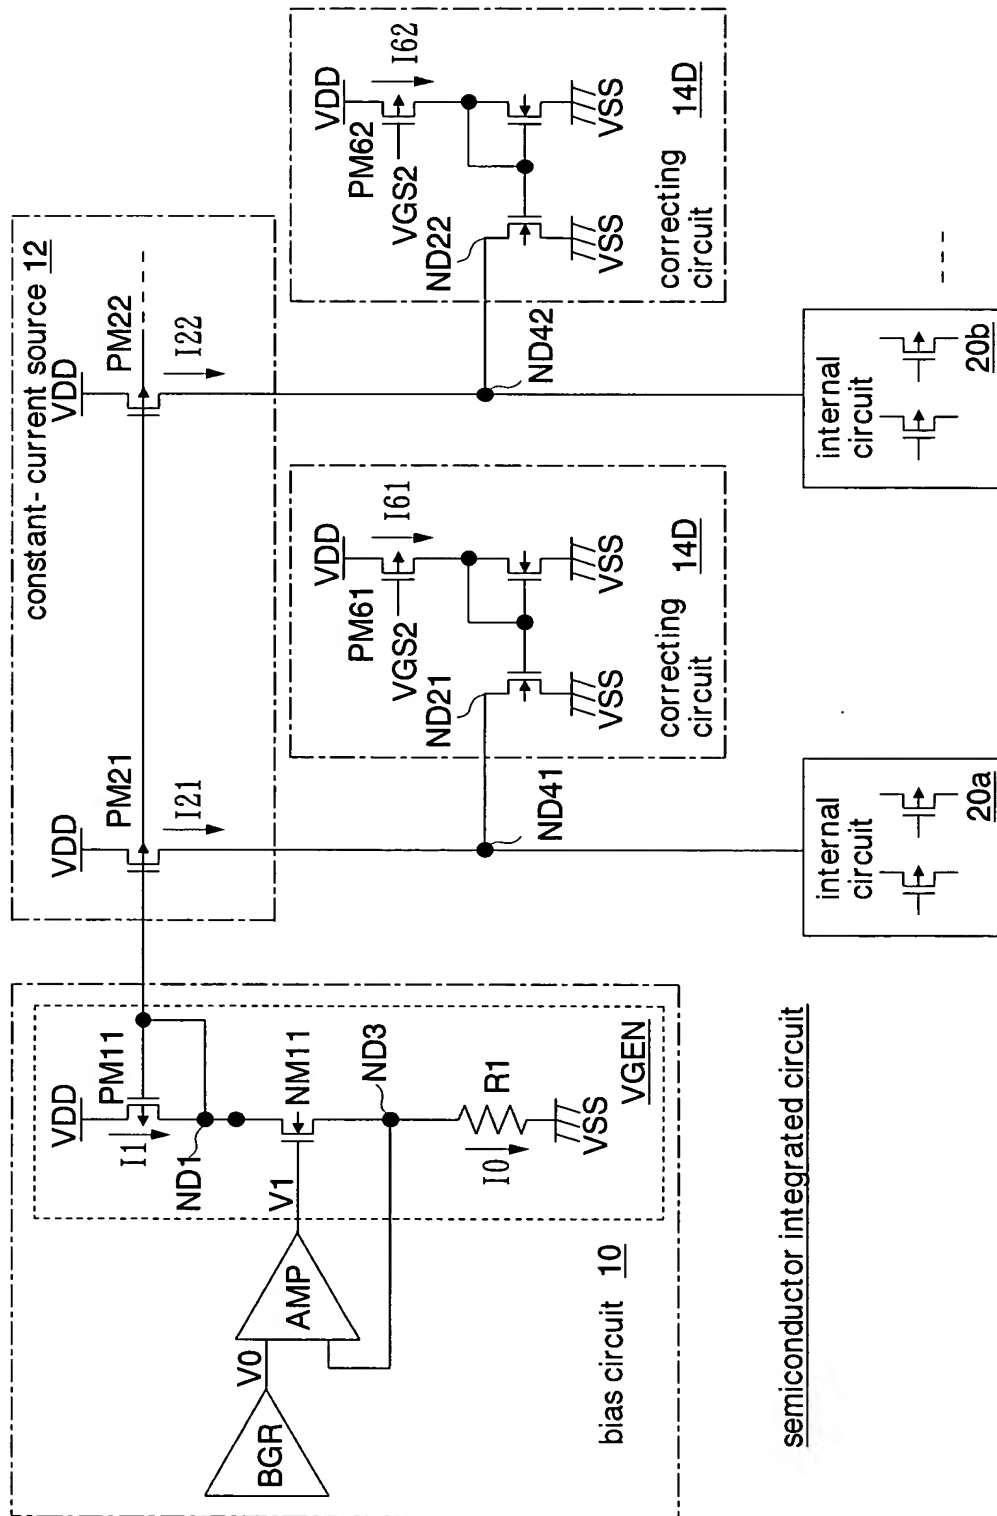 constant- current source 12
VDD
PM21
I21
VDD
PM22
I22
VDD
PM11
I1
ND1
NM11
V1
ND3
R1
I0
VSS
VGEN
BGR
V0
AMP
bias circuit 10
VDD
PM61
VGS2
I61
ND21
VSS
VSS
ND41
correcting
circuit
14D
VDD
PM62
VGS2
I62
ND22
VSS
VSS
ND42
correcting
circuit
14D
internal
circuit
20a
internal
circuit
20b
semiconductor integrated circuit